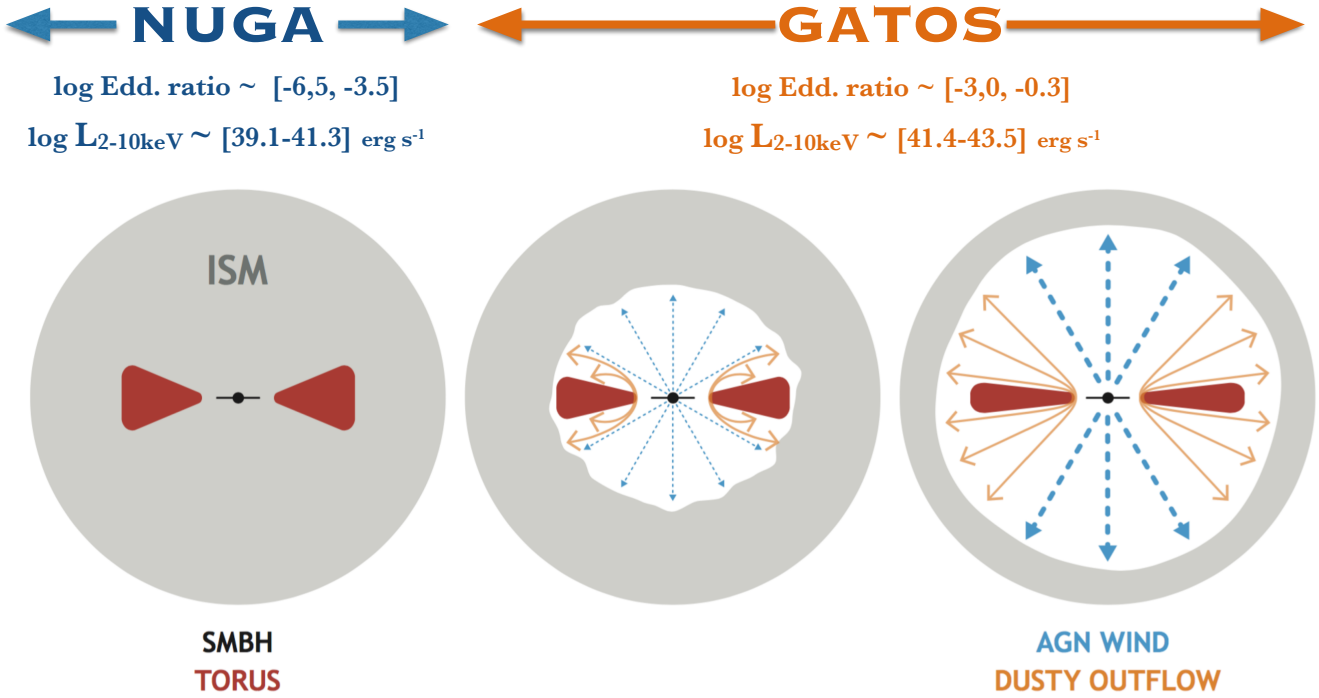 NUGA
GATOS
log Edd. ratio ~ [-6,5, -3.5]
log L2-10keV ~ [39.1-41.3] erg s-1
log Edd. ratio ~ [-3,0, -0.3]
log L2-10keV ~ [41.4-43.5] erg s-1
ISM
SMBH
TORUS
AGN WIND
DUSTY OUTFLOW